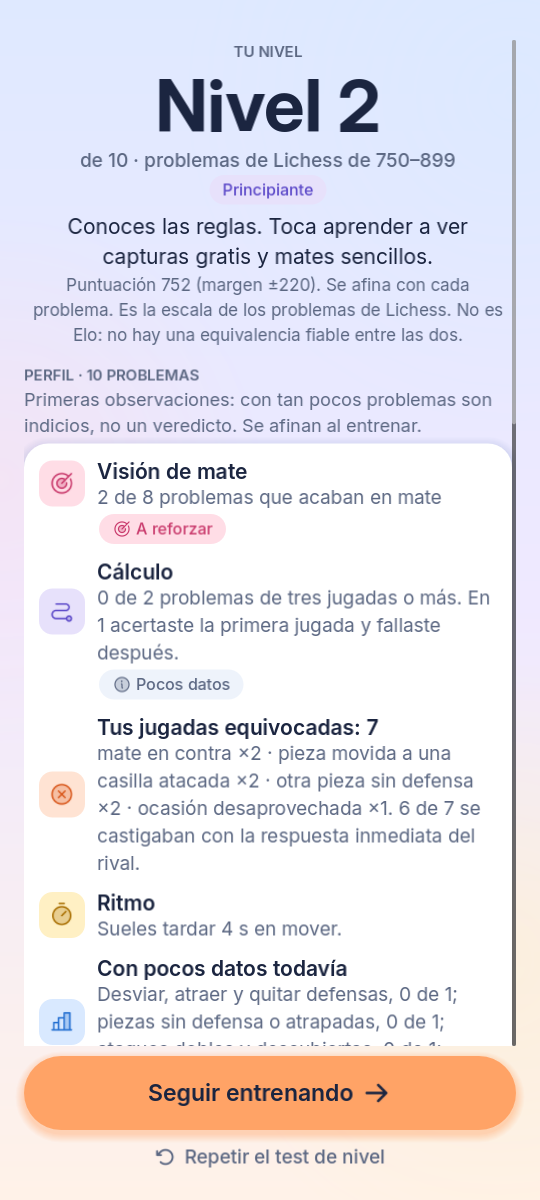 TU NIVEL
Nivel 2
de 10 · problemas de Lichess de 750–899
Principiante
Conoces las reglas. Toca aprender a ver
capturas gratis y mates sencillos.
Puntuación 752 (margen ±220). Se afina con cada
problema. Es la escala de los problemas de Lichess. No es
Elo: no hay una equivalencia fiable entre las dos.
PERFIL · 10 PROBLEMAS
Primeras observaciones: con tan pocos problemas son
indicios, no un veredicto. Se afinan al entrenar.
Visión de mate
2 de 8 problemas que acaban en mate
A reforzar
Cálculo
0 de 2 problemas de tres jugadas o más. En
1 acertaste la primera jugada y fallaste
después.
Pocos datos
Tus jugadas equivocadas: 7
mate en contra ×2 · pieza movida a una
casilla atacada ×2 · otra pieza sin defensa
×2 · ocasión desaprovechada ×1. 6 de 7 se
castigaban con la respuesta inmediata del
rival.
Ritmo
Sueles tardar 4 s en mover.
Con pocos datos todavía
Desviar, atraer y quitar defensas, 0 de 1;
piezas sin defensa o atrapadas, 0 de 1;
ataques dobles y descubiertos, 0 de 1;
Seguir entrenando
Repetir el test de nivel